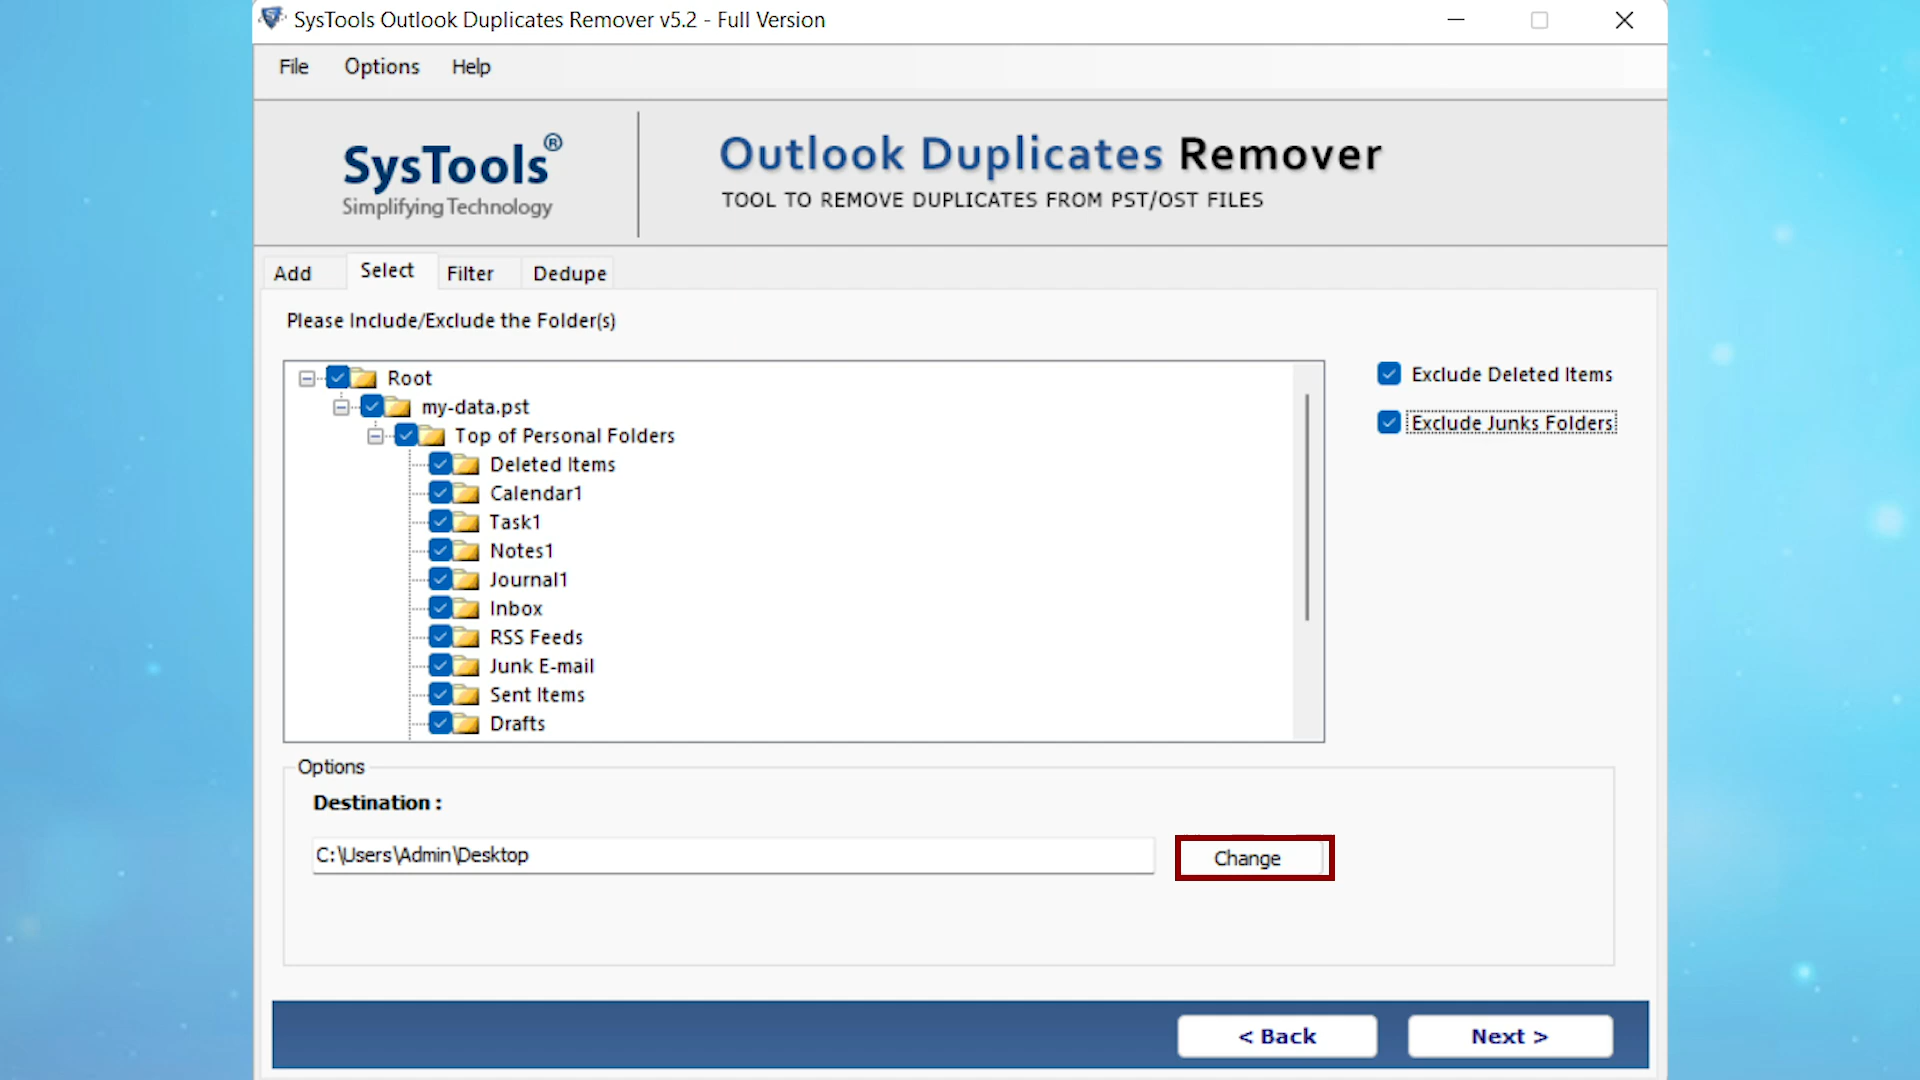 SysTools Outlook Duplicates Remover v5.2 - Full Version
File Options Help
SysTools®
Simplifying Technology
Outlook Duplicates Remover
TOOL TO REMOVE DUPLICATES FROM PST/OST FILES
Add Select Filter Dedupe
Please Include/Exclude the Folder(s)
Root
my-data.pst
Top of Personal Folders
Deleted Items
Calendar1
Task1
Notes1
Journal1
Inbox
RSS Feeds
Junk E-mail
Sent Items
Drafts
Exclude Deleted Items
Exclude Junks Folders
Options
Destination :
C:\Users\Admin\Desktop
Change
< Back
Next >